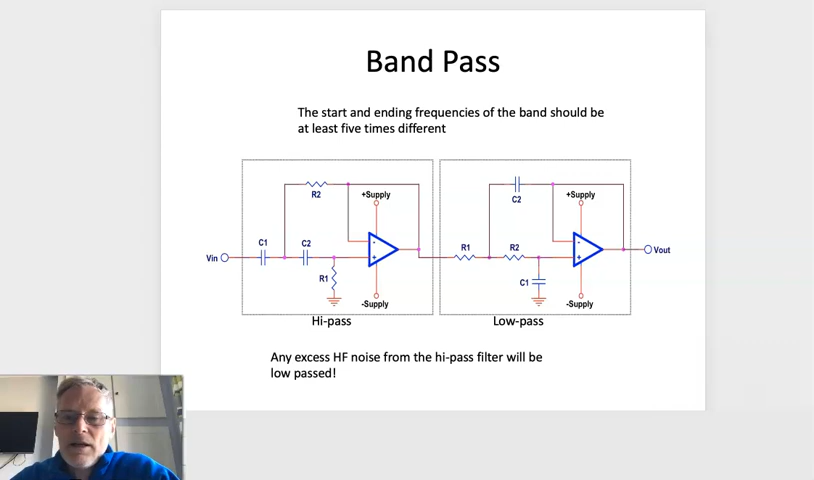 Band Pass
The start and ending frequencies of the band should be
at least five times different
R2
+Supply
C1
C2
-
+
Vin
R1
-Supply
Hi-pass
C2
+Supply
R1
R2
-
+
Vout
C1
-Supply
Low-pass
Any excess HF noise from the hi-pass filter will be
low passed!